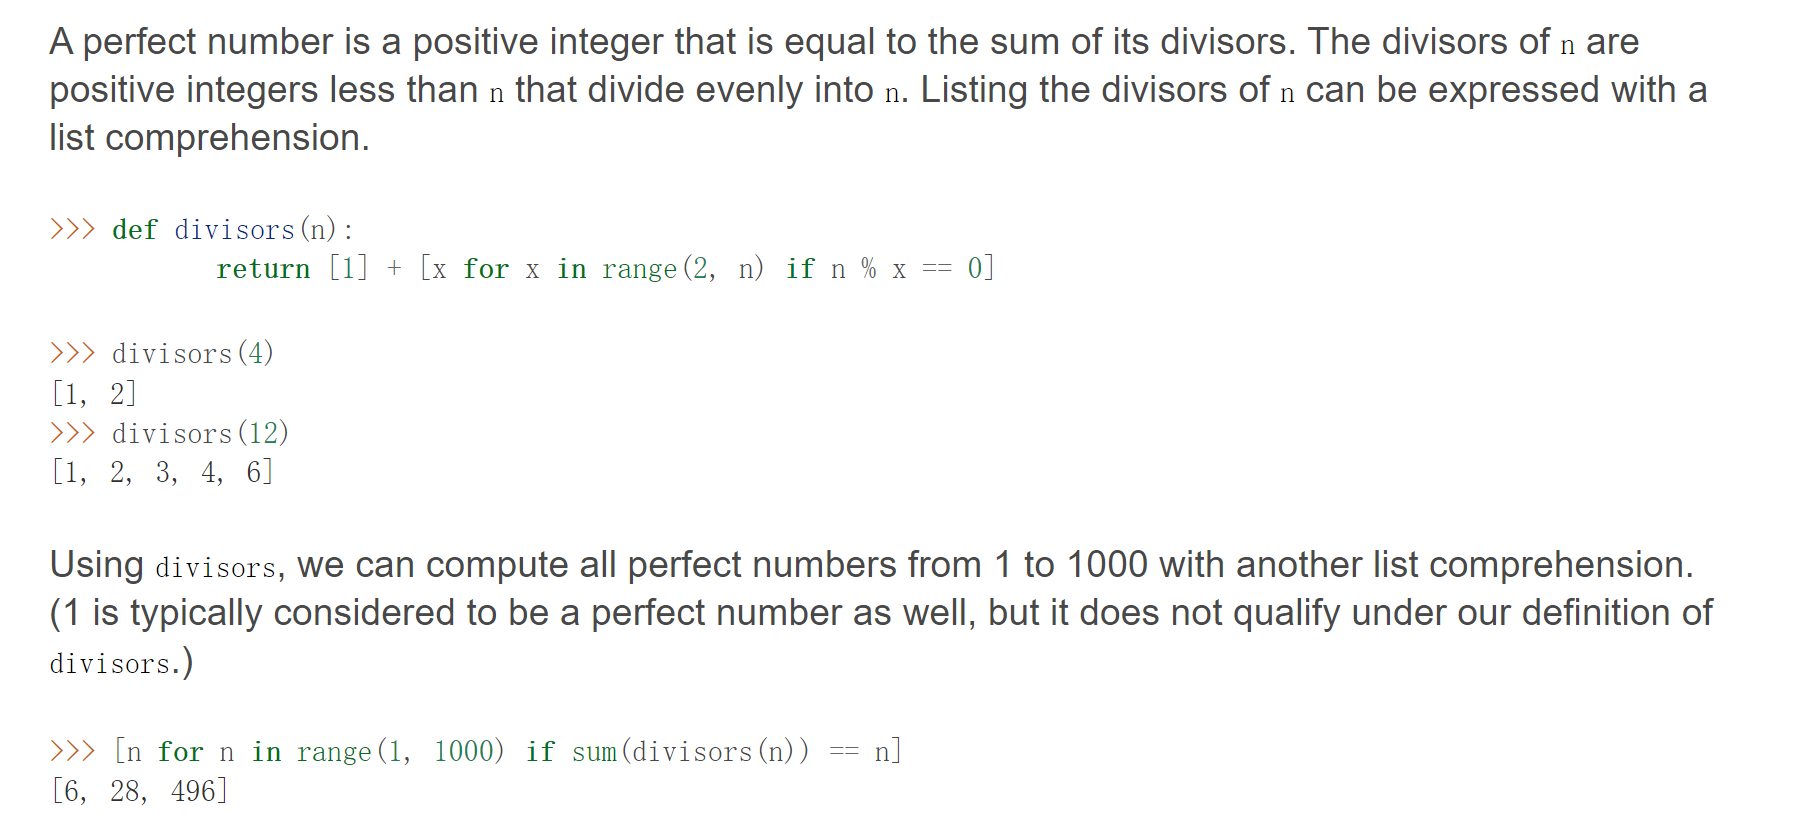 A perfect number is a positive integer that is equal to the sum of its divisors. The divisors of n are
positive integers less than n that divide evenly into n. Listing the divisors of n can be expressed with a
list comprehension.
>>> def divisors(n):
        return [1] + [x for x in range(2, n) if n % x == 0]
>>> divisors(4)
[1, 2]
>>> divisors(12)
[1, 2, 3, 4, 6]
Using divisors, we can compute all perfect numbers from 1 to 1000 with another list comprehension.
(1 is typically considered to be a perfect number as well, but it does not qualify under our definition of
divisors.)
>>> [n for n in range(1, 1000) if sum(divisors(n)) == n]
[6, 28, 496]